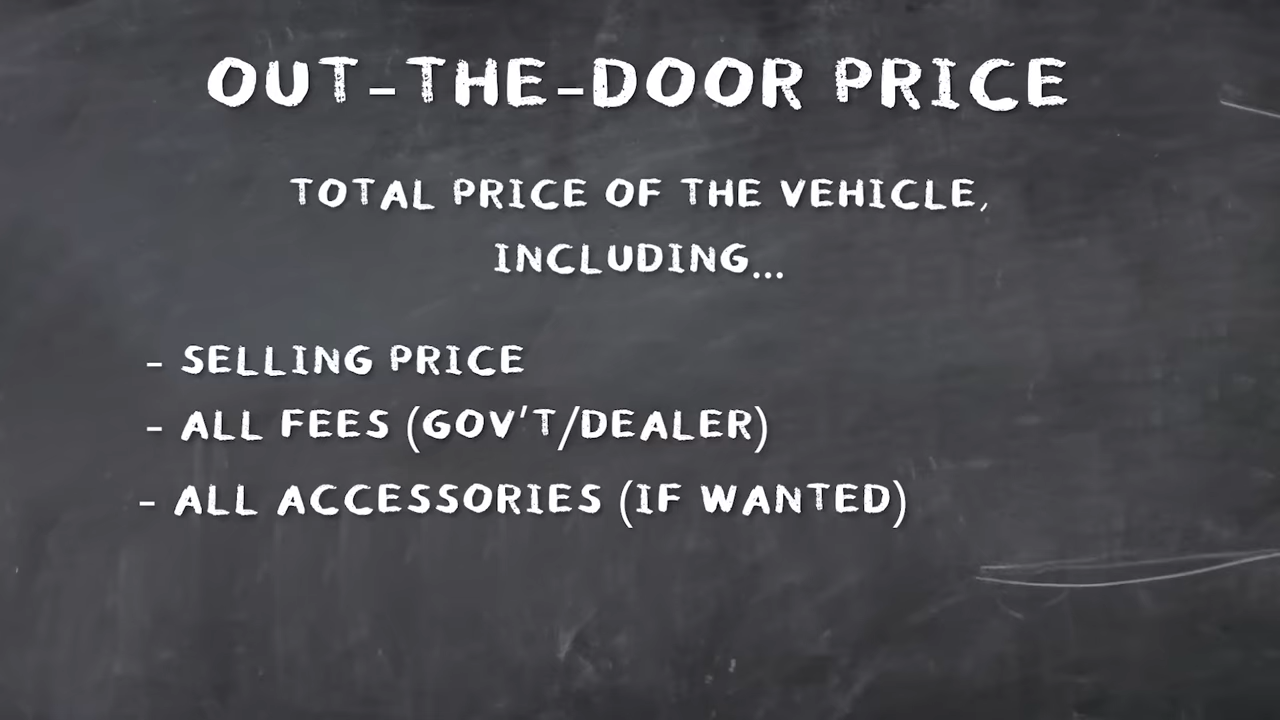 OUT-THE-DOOR PRICE
TOTAL PRICE OF THE VEHICLE,
INCLUDING...
- SELLING PRICE
- ALL FEES (GOV'T/DEALER)
- ALL ACCESSORIES (IF WANTED)